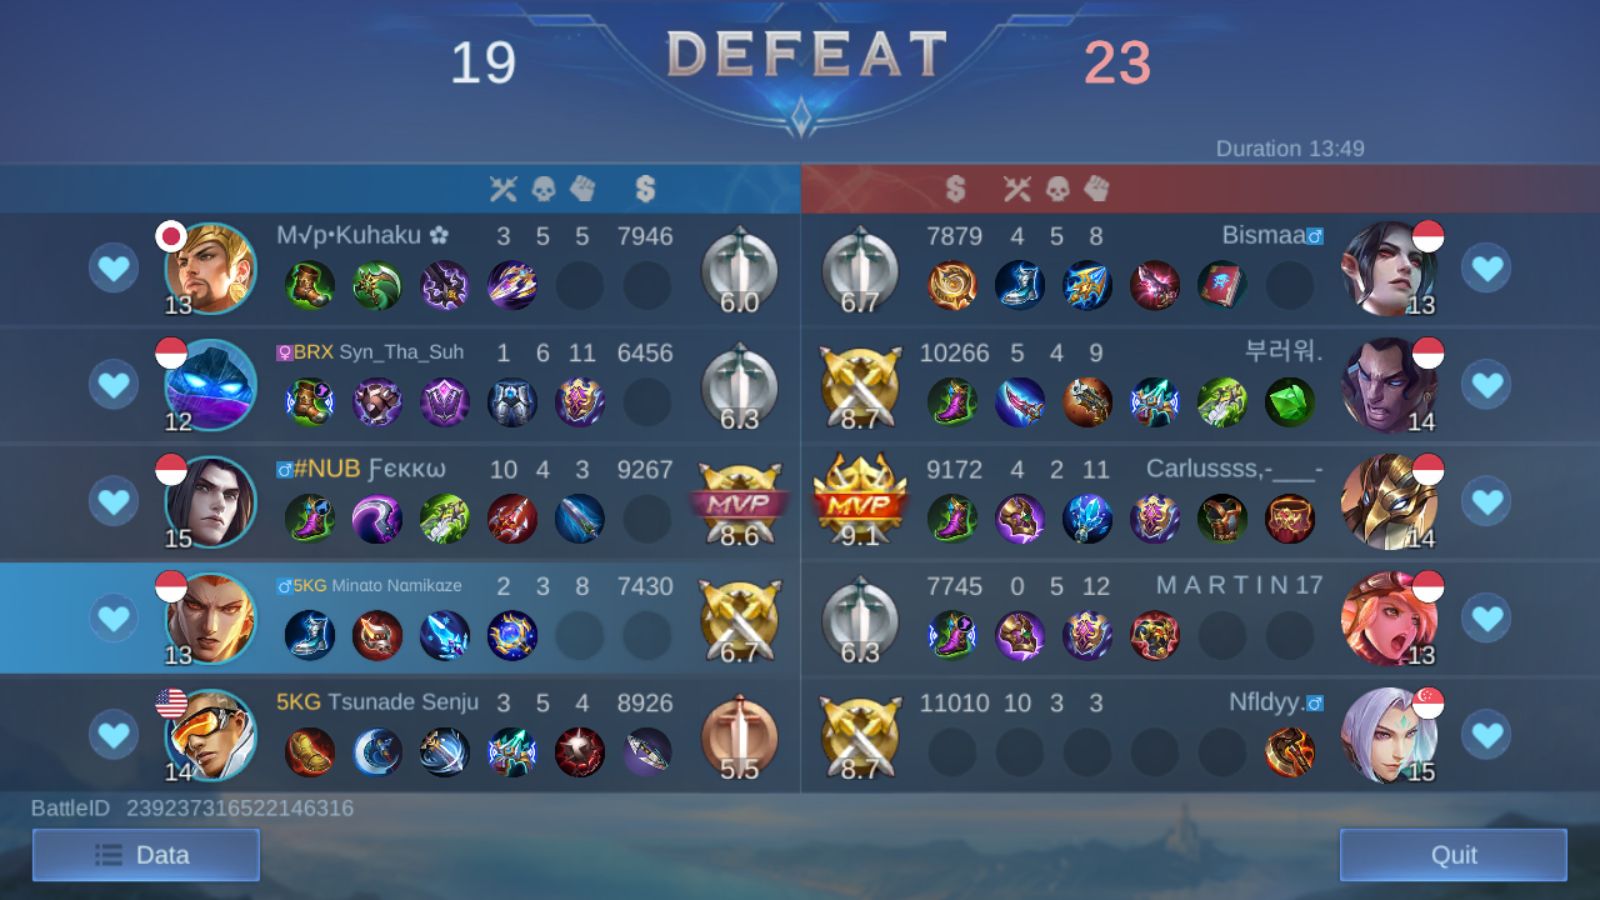 19 DEFEAT 23
Duration 13:49
M√p•Kuhaku ✿ 3 5 5 7946 6.0 13
6.7 7879 4 5 8 Bismaa♂ 13
♀BRX Syn_Tha_Suh 1 6 11 6456 6.3 12
8.7 10266 5 4 9 부러워. 14
♂#NUB Ƒєккω 10 4 3 9267 MVP 8.6 15
MVP 9.1 9172 4 2 11 Carlussss,-___- 14
♂5KG Minato Namikaze 2 3 8 7430 6.7 13
6.3 7745 0 5 12 M A R T I N 17 13
5KG Tsunade Senju 3 5 4 8926 5.5 14
8.7 11010 10 3 3 Nfldyy.♂ 15
BattleID 239237316522146316
Data
Quit